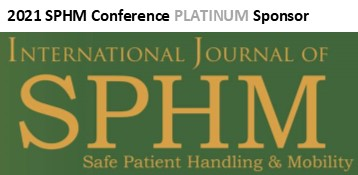 2021 SPHM Conference PLATINUM Sponsor
INTERNATIONAL JOURNAL OF
SPHM
Safe Patient Handling & Mobility